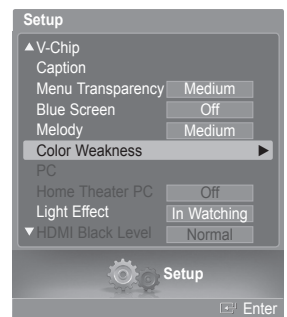 Setup
▲V-Chip
Caption
Menu Transparency Medium
Blue Screen Off
Melody Medium
Color Weakness ►
PC
Home Theater PC Off
Light Effect In Watching
▼HDMI Black Level Normal
Setup
Enter